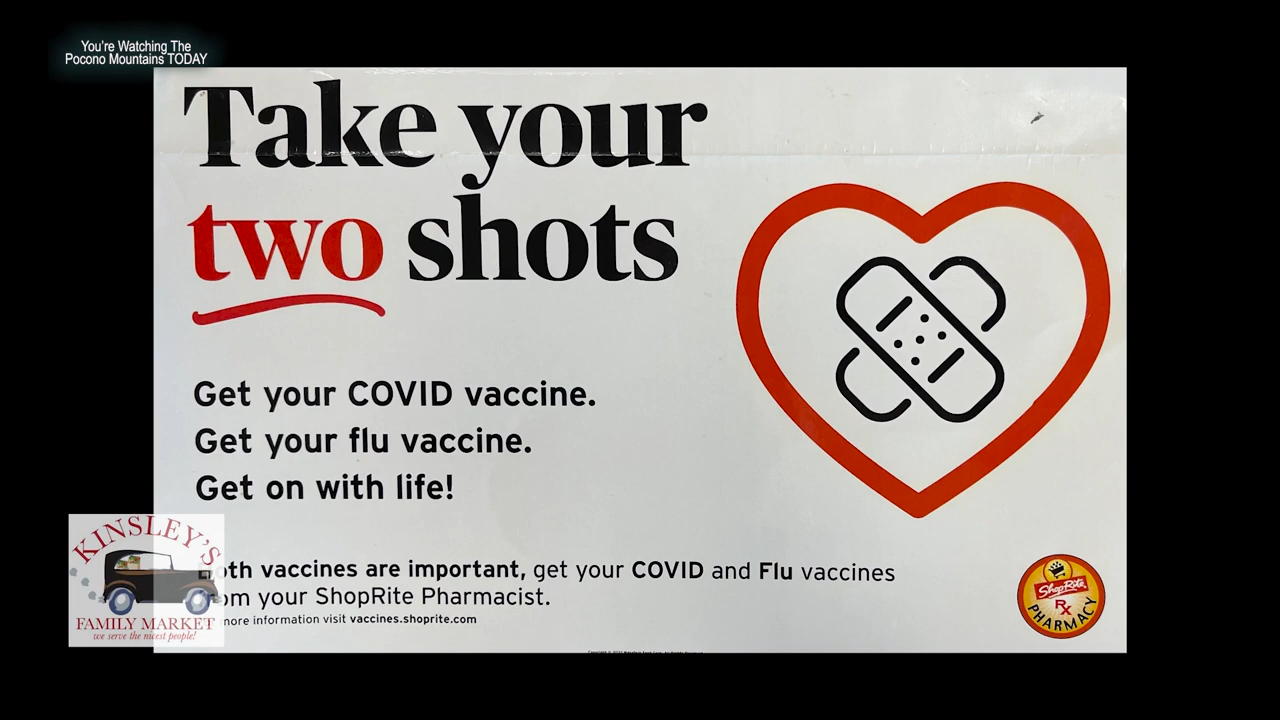 You're Watching The
Pocono Mountains TODAY
Take your
two shots
Get your COVID vaccine.
Get your flu vaccine.
Get on with life!
Both vaccines are important, get your COVID and Flu vaccines
from your ShopRite Pharmacist.
more information visit vaccines.shoprite.com
KINSLEY'S
FAMILY MARKET
we serve the nicest people!
ShopRite
Rx
PHARMACY